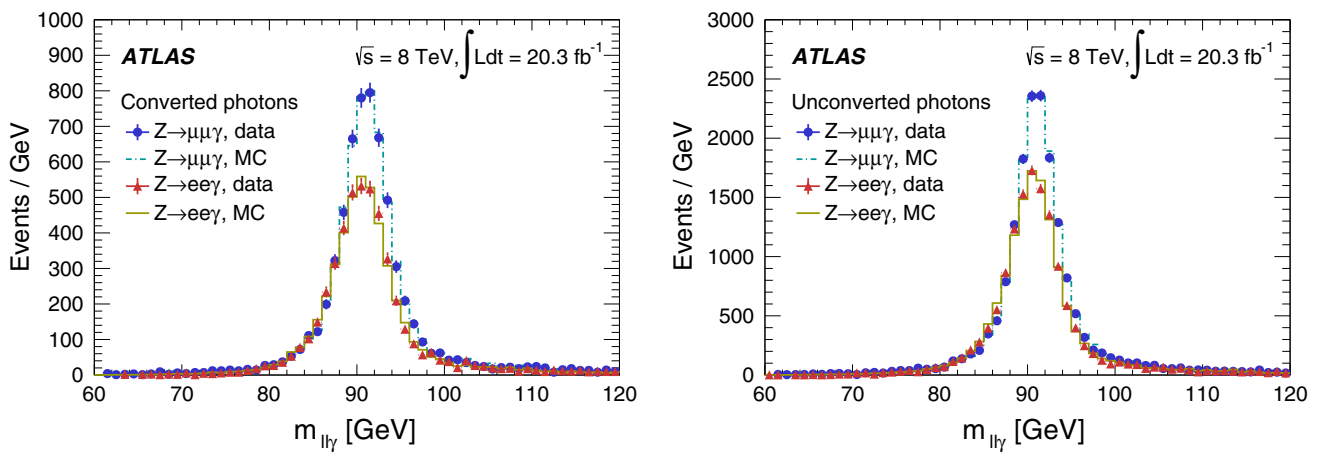 1000
900
800
700
600
500
400
300
200
100
0
Events / GeV
ATLAS
√s = 8 TeV, ∫Ldt = 20.3 fb⁻¹
Converted photons
Z→μμγ, data
Z→μμγ, MC
Z→eeγ, data
Z→eeγ, MC
60 70 80 90 100 110 120
m_llγ [GeV]
3000
2500
2000
1500
1000
500
0
Events / GeV
ATLAS
√s = 8 TeV, ∫Ldt = 20.3 fb⁻¹
Unconverted photons
Z→μμγ, data
Z→μμγ, MC
Z→eeγ, data
Z→eeγ, MC
60 70 80 90 100 110 120
m_llγ [GeV]